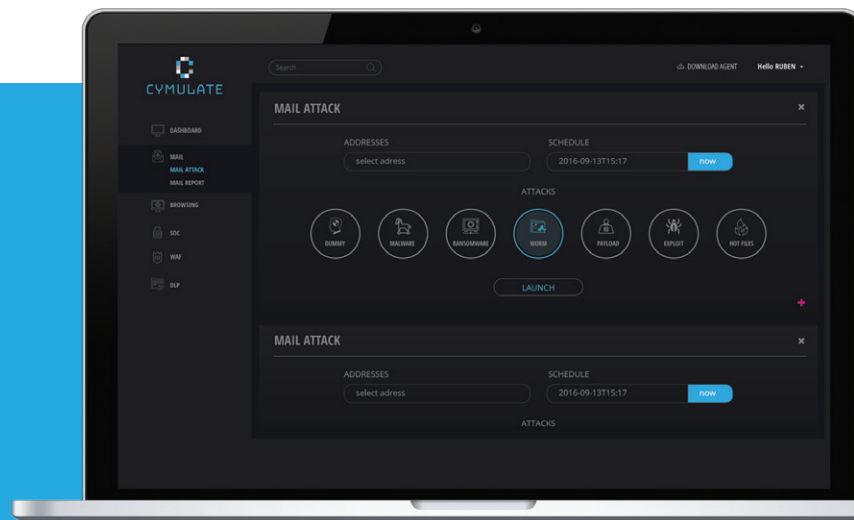 CYMULATE
Search
DOWNLOAD AGENT
Hello RUBEN
DASHBOARD
MAIL
MAIL ATTACK
MAIL REPORT
BROWSING
SOC
WAF
DLP
MAIL ATTACK
ADDRESSES SCHEDULE
select adress 2016-09-13T15:17 now
ATTACKS
DUMMY MALWARE RANSOMWARE WORM PAYLOAD EXPLOIT HOT FILES
LAUNCH
MAIL ATTACK
ADDRESSES SCHEDULE
select adress 2016-09-13T15:17 now
ATTACKS